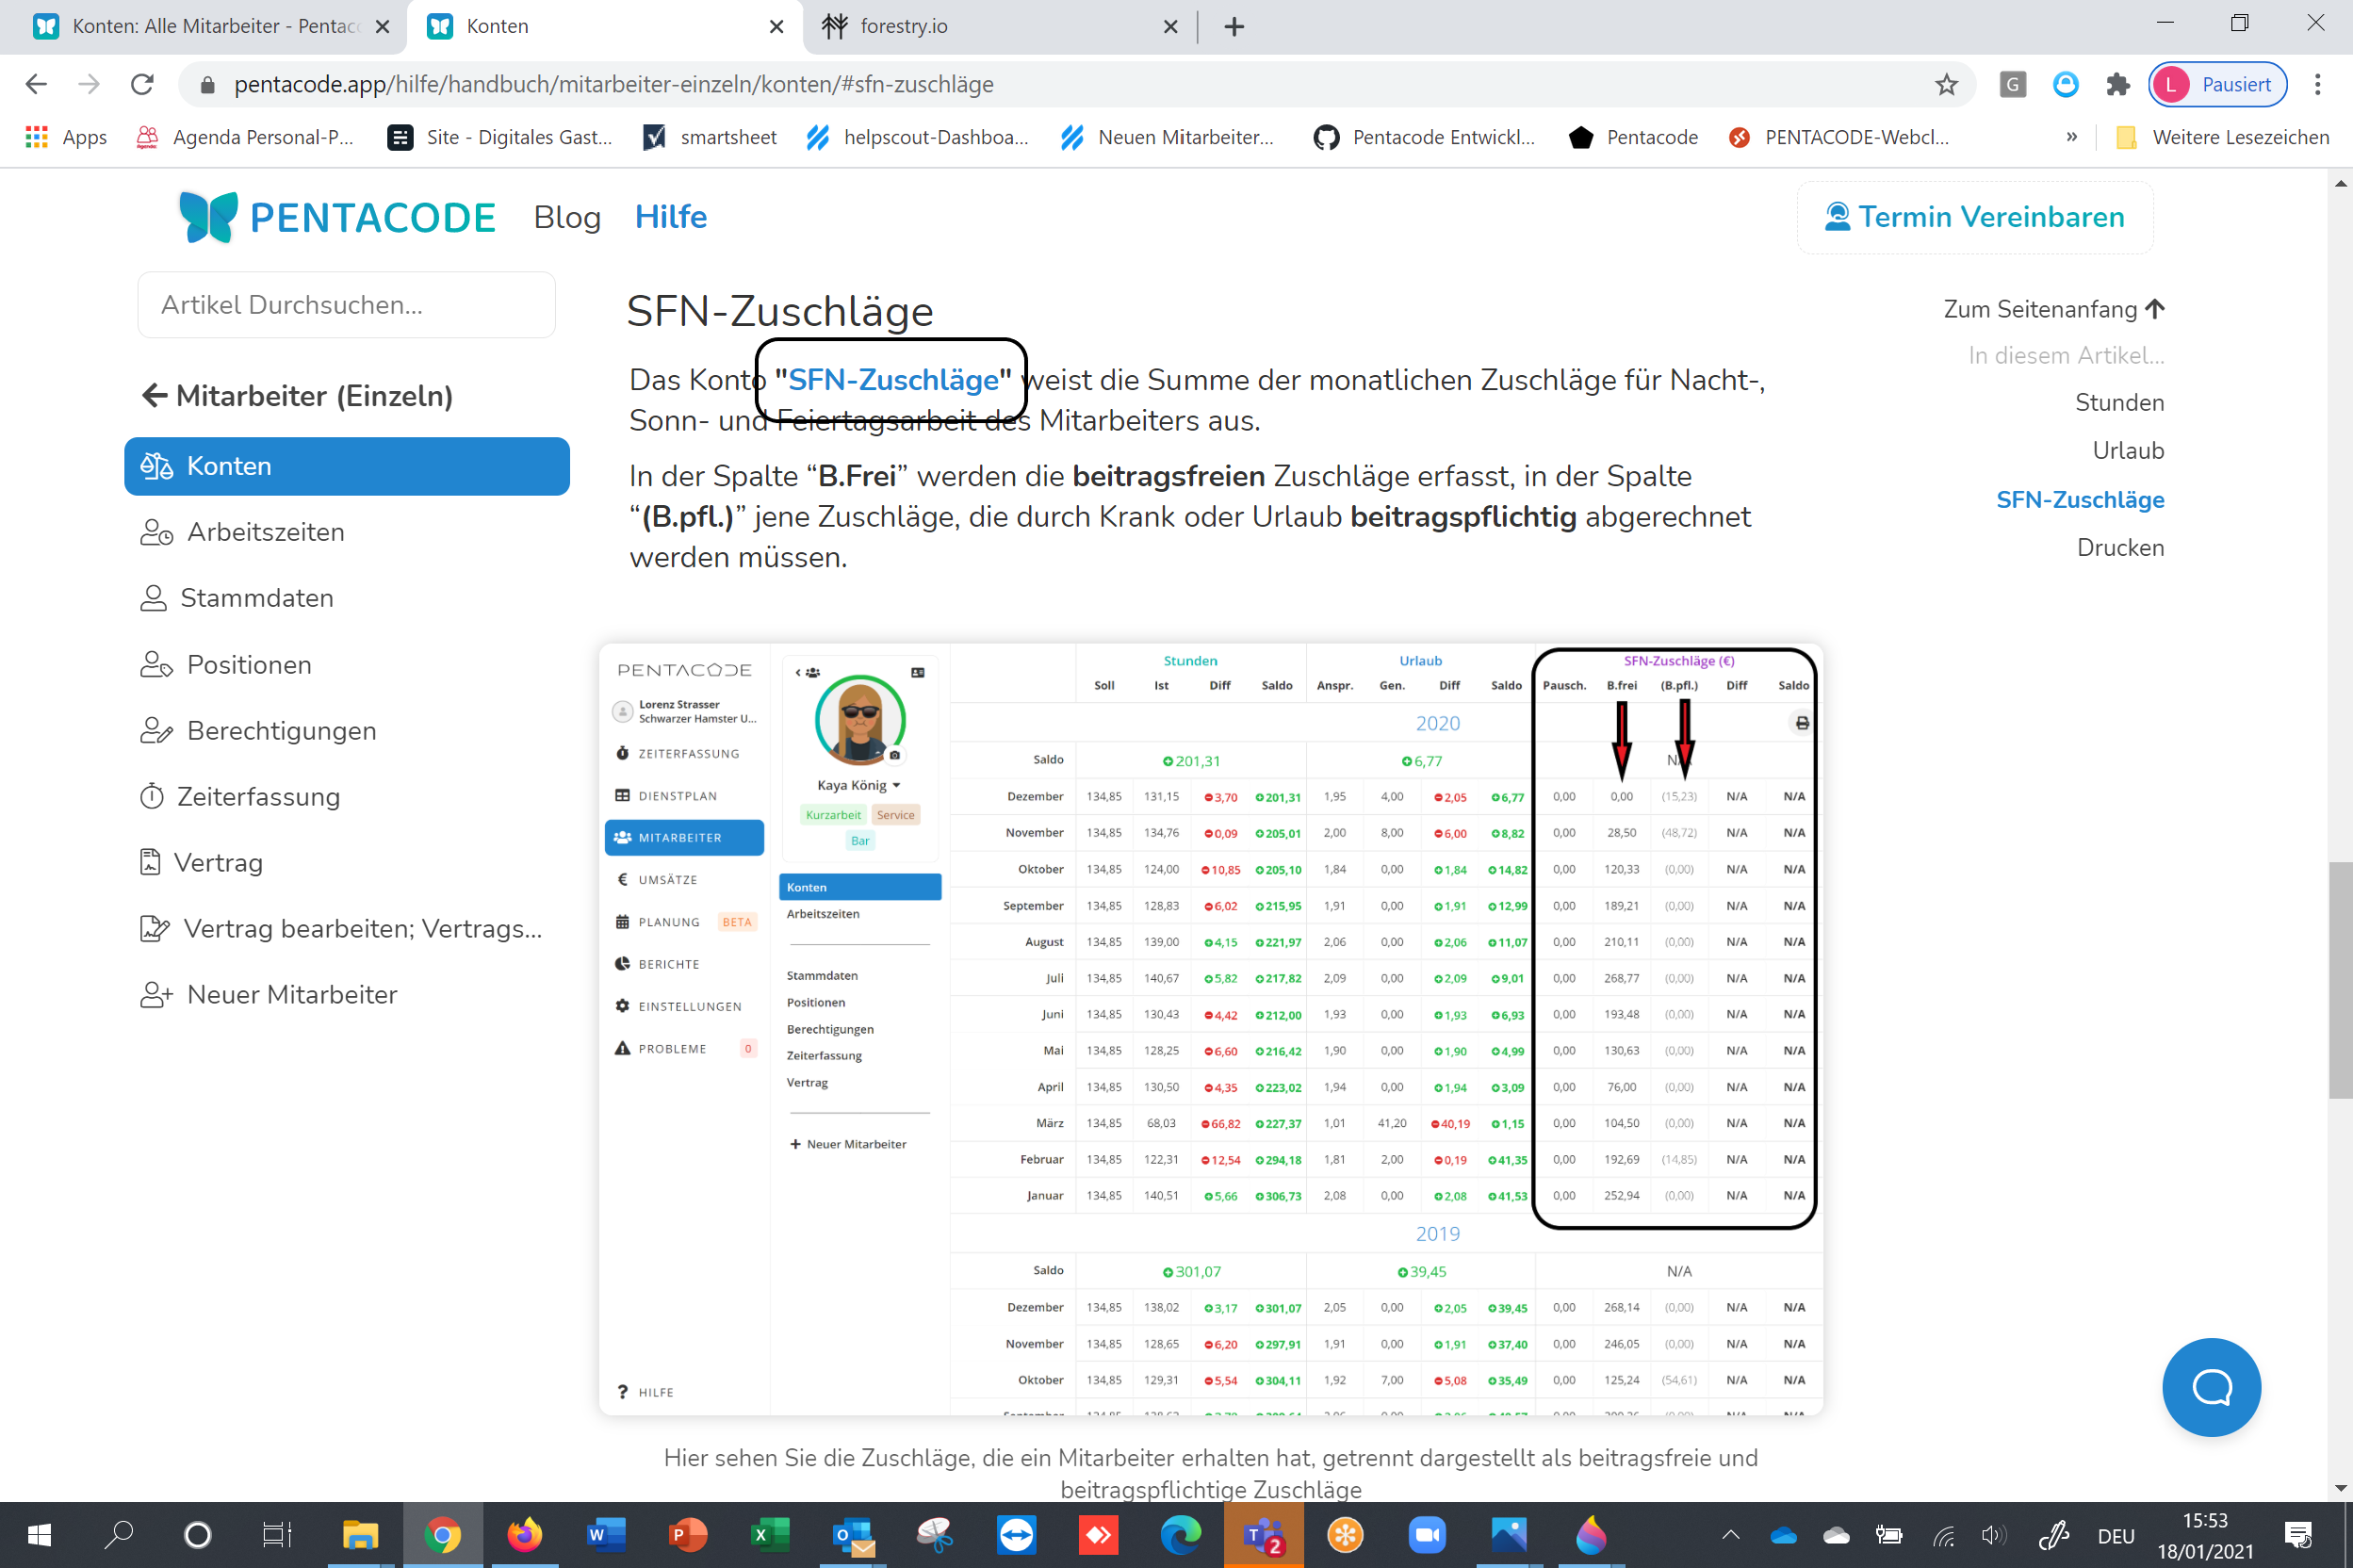 Konten: Alle Mitarbeiter - Pentac
Konten
forestry.io
pentacode.app/hilfe/handbuch/mitarbeiter-einzeln/konten/#sfn-zuschläge
G
L
Pausiert
Apps
Agenda Personal-P...
Site - Digitales Gast...
smartsheet
helpscout-Dashboa...
Neuen Mitarbeiter...
Pentacode Entwickl...
Pentacode
PENTACODE-Webcl...
»
Weitere Lesezeichen
PENTACODE
Blog
Hilfe
Termin Vereinbaren
Artikel Durchsuchen...
Mitarbeiter (Einzeln)
Konten
Arbeitszeiten
Stammdaten
Positionen
Berechtigungen
Zeiterfassung
Vertrag
Vertrag bearbeiten; Vertrags...
Neuer Mitarbeiter
SFN-Zuschläge
Das Konto "SFN-Zuschläge" weist die Summe der monatlichen Zuschläge für Nacht-,
Sonn- und Feiertagsarbeit des Mitarbeiters aus.
In der Spalte “B.Frei” werden die beitragsfreien Zuschläge erfasst, in der Spalte
“(B.pfl.)” jene Zuschläge, die durch Krank oder Urlaub beitragspflichtig abgerechnet
werden müssen.
Zum Seitenanfang
In diesem Artikel...
Stunden
Urlaub
SFN-Zuschläge
Drucken
PENTACODE
Lorenz Strasser
Schwarzer Hamster U...
ZEITERFASSUNG
DIENSTPLAN
MITARBEITER
UMSÄTZE
PLANUNG BETA
BERICHTE
EINSTELLUNGEN
PROBLEME 0
? HILFE
Kaya König
Kurzarbeit Service
Bar
Konten
Arbeitszeiten
Stammdaten
Positionen
Berechtigungen
Zeiterfassung
Vertrag
+ Neuer Mitarbeiter
Stunden Urlaub SFN-Zuschläge (€)
Soll Ist Diff Saldo Anspr. Gen. Diff Saldo Pausch. B.frei (B.pfl.) Diff Saldo
2020
Saldo 201,31 6,77
Dezember 134,85 131,15 3,70 201,31 1,95 4,00 2,05 6,77 0,00 0,00 (15,23) N/A N/A
November 134,85 134,76 0,09 205,01 2,00 8,00 6,00 8,82 0,00 28,50 (48,72) N/A N/A
Oktober 134,85 124,00 10,85 205,10 1,84 0,00 1,84 14,82 0,00 120,33 (0,00) N/A N/A
September 134,85 128,83 6,02 215,95 1,91 0,00 1,91 12,99 0,00 189,21 (0,00) N/A N/A
August 134,85 139,00 4,15 221,97 2,06 0,00 2,06 11,07 0,00 210,11 (0,00) N/A N/A
Juli 134,85 140,67 5,82 217,82 2,09 0,00 2,09 9,01 0,00 268,77 (0,00) N/A N/A
Juni 134,85 130,43 4,42 212,00 1,93 0,00 1,93 6,93 0,00 193,48 (0,00) N/A N/A
Mai 134,85 128,25 6,60 216,42 1,90 0,00 1,90 4,99 0,00 130,63 (0,00) N/A N/A
April 134,85 130,50 4,35 223,02 1,94 0,00 1,94 3,09 0,00 76,00 (0,00) N/A N/A
März 134,85 68,03 66,82 227,37 1,01 41,20 40,19 1,15 0,00 104,50 (0,00) N/A N/A
Februar 134,85 122,31 12,54 294,18 1,81 2,00 0,19 41,35 0,00 192,69 (14,85) N/A N/A
Januar 134,85 140,51 5,66 306,73 2,08 0,00 2,08 41,53 0,00 252,94 (0,00) N/A N/A
2019
Saldo 301,07 39,45 N/A
Dezember 134,85 138,02 3,17 301,07 2,05 0,00 2,05 39,45 0,00 268,14 (0,00) N/A N/A
November 134,85 128,65 6,20 297,91 1,91 0,00 1,91 37,40 0,00 246,05 (0,00) N/A N/A
Oktober 134,85 129,31 5,54 304,11 1,92 7,00 5,08 35,49 0,00 125,24 (54,61) N/A N/A
Hier sehen Sie die Zuschläge, die ein Mitarbeiter erhalten hat, getrennt dargestellt als beitragsfreie und
beitragspflichtige Zuschläge
2
DEU
15:53
18/01/2021